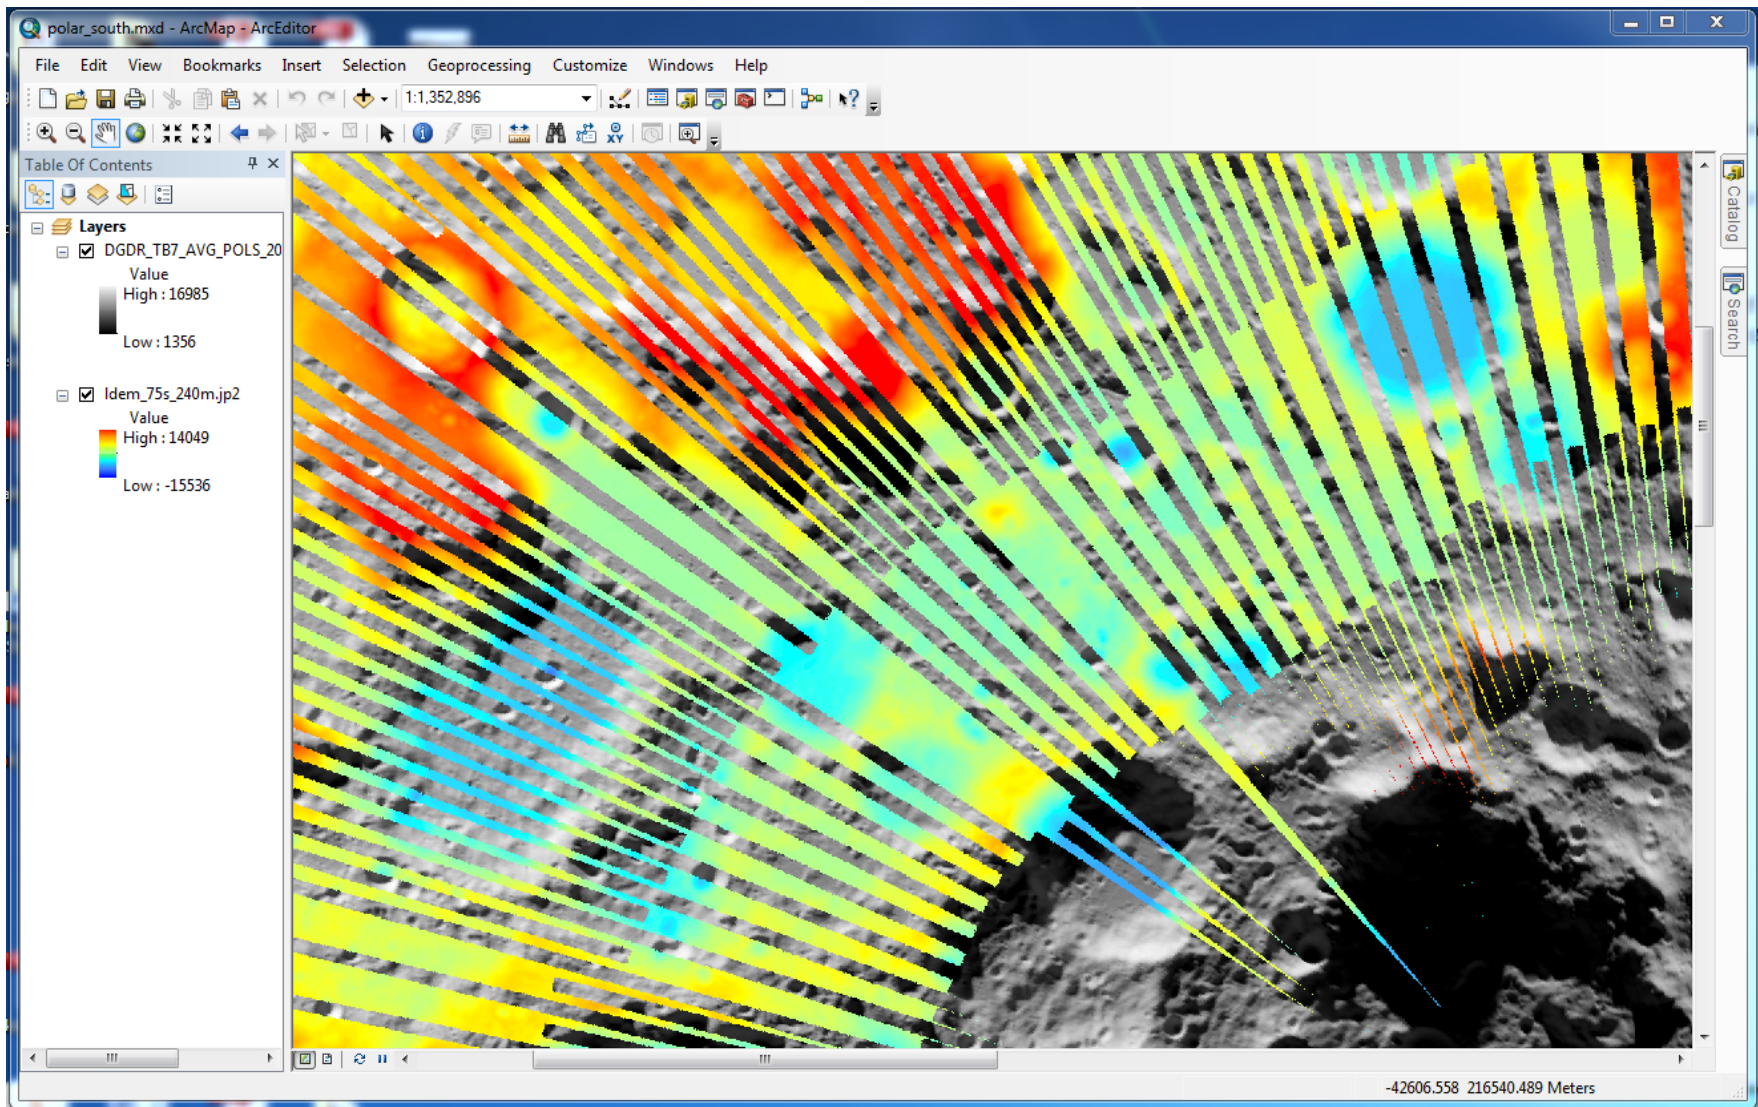 polar_south.mxd - ArcMap - ArcEditor
File Edit View Bookmarks Insert Selection Geoprocessing Customize Windows Help
1:1,352,896
XY
Table Of Contents
Layers
DGDR_TB7_AVG_POLS_20
Value
High : 16985
Low : 1356
ldem_75s_240m.jp2
Value
High : 14049
Low : -15536
Catalog
Search
-42606.558 216540.489 Meters